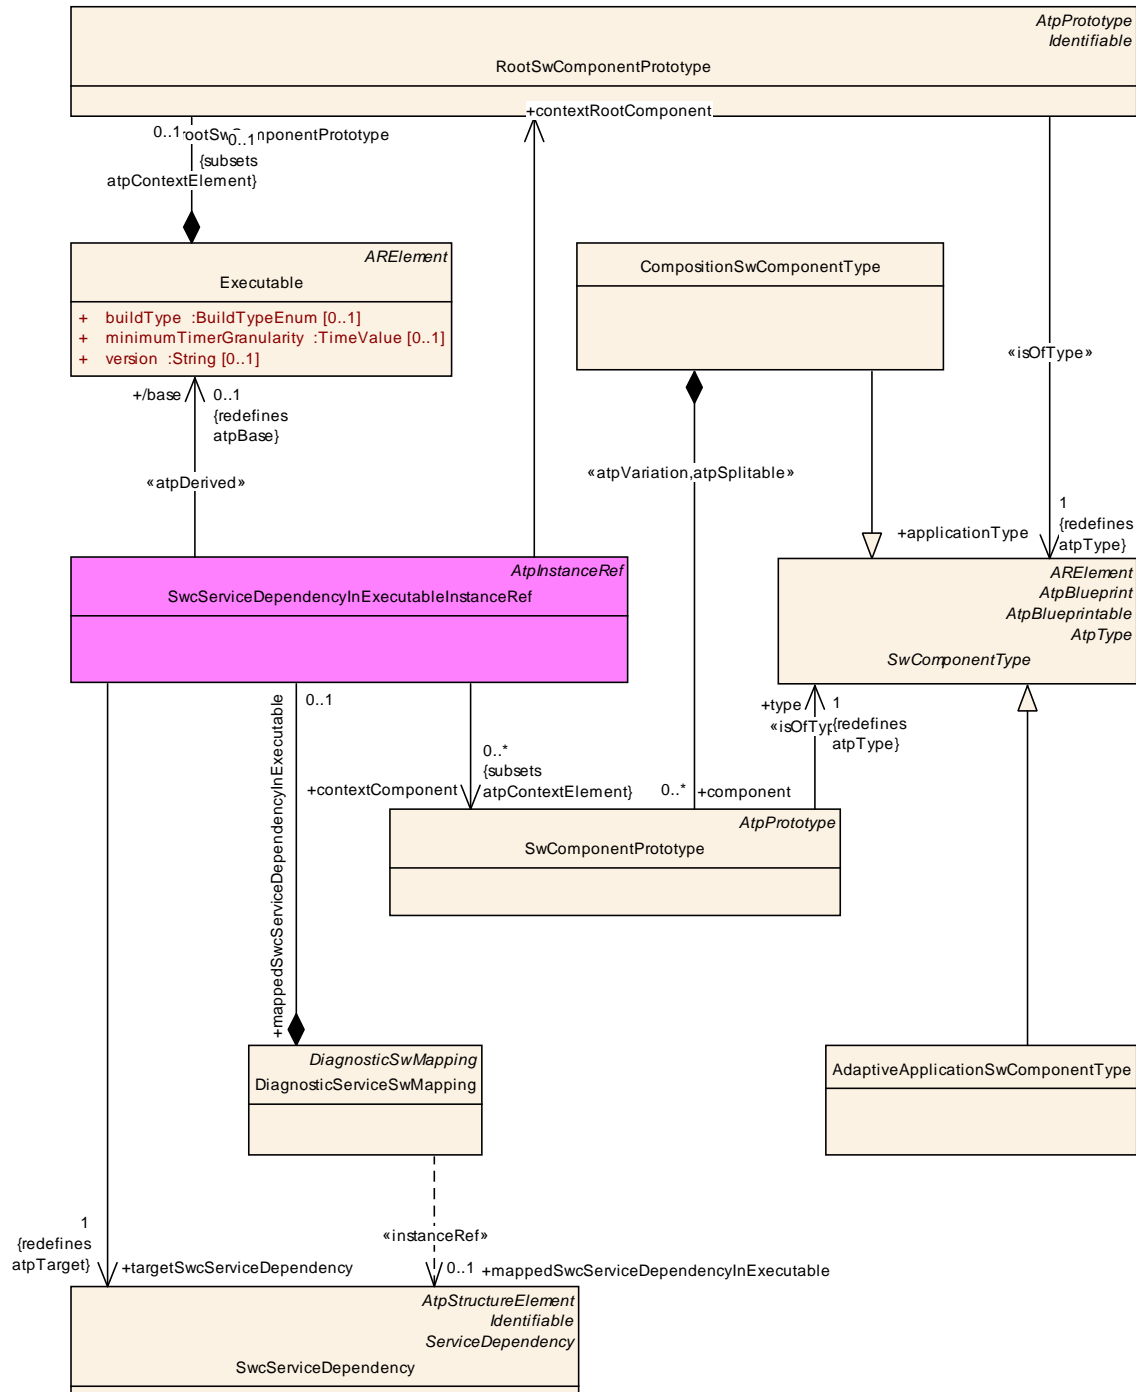 AtpPrototype
Identifiable
RootSwComponentPrototype
+contextRootComponent
0..1
0..1
{subsets
atpContextElement}
ARElement
Executable
+ buildType :BuildTypeEnum [0..1]
+ minimumTimerGranularity :TimeValue [0..1]
+ version :String [0..1]
CompositionSwComponentType
«isOfType»
+/base
0..1
{redefines
atpBase}
«atpDerived»
«atpVariation,atpSplitable»
+applicationType
1
{redefines
atpType}
AtpInstanceRef
SwcServiceDependencyInExecutableInstanceRef
ARElement
AtpBlueprint
AtpBlueprintable
AtpType
SwComponentType
+mappedSwcServiceDependencyInExecutable
0..1
+contextComponent
0..*
{subsets
atpContextElement}
0..*
+component
+type
1
{redefines
atpType}
AtpPrototype
SwComponentPrototype
DiagnosticSwMapping
DiagnosticServiceSwMapping
AdaptiveApplicationSwComponentType
1
{redefines
atpTarget}
+targetSwcServiceDependency
«instanceRef»
0..1
+mappedSwcServiceDependencyInExecutable
AtpStructureElement
Identifiable
ServiceDependency
SwcServiceDependency